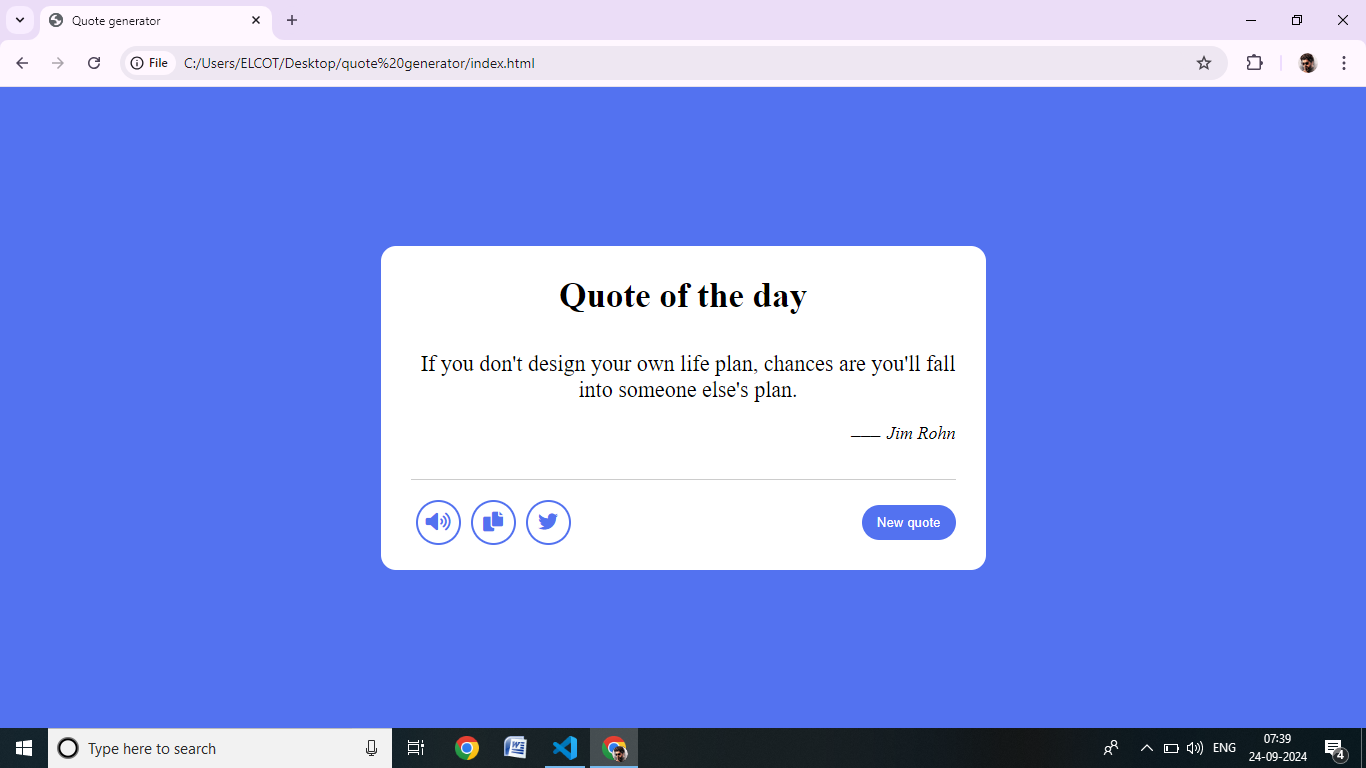 Quote generator
File
C:/Users/ELCOT/Desktop/quote%20generator/index.html
Quote of the day
If you don't design your own life plan, chances are you'll fall
into someone else's plan.
___ Jim Rohn
New quote
Type here to search
ENG
07:39
24-09-2024
4